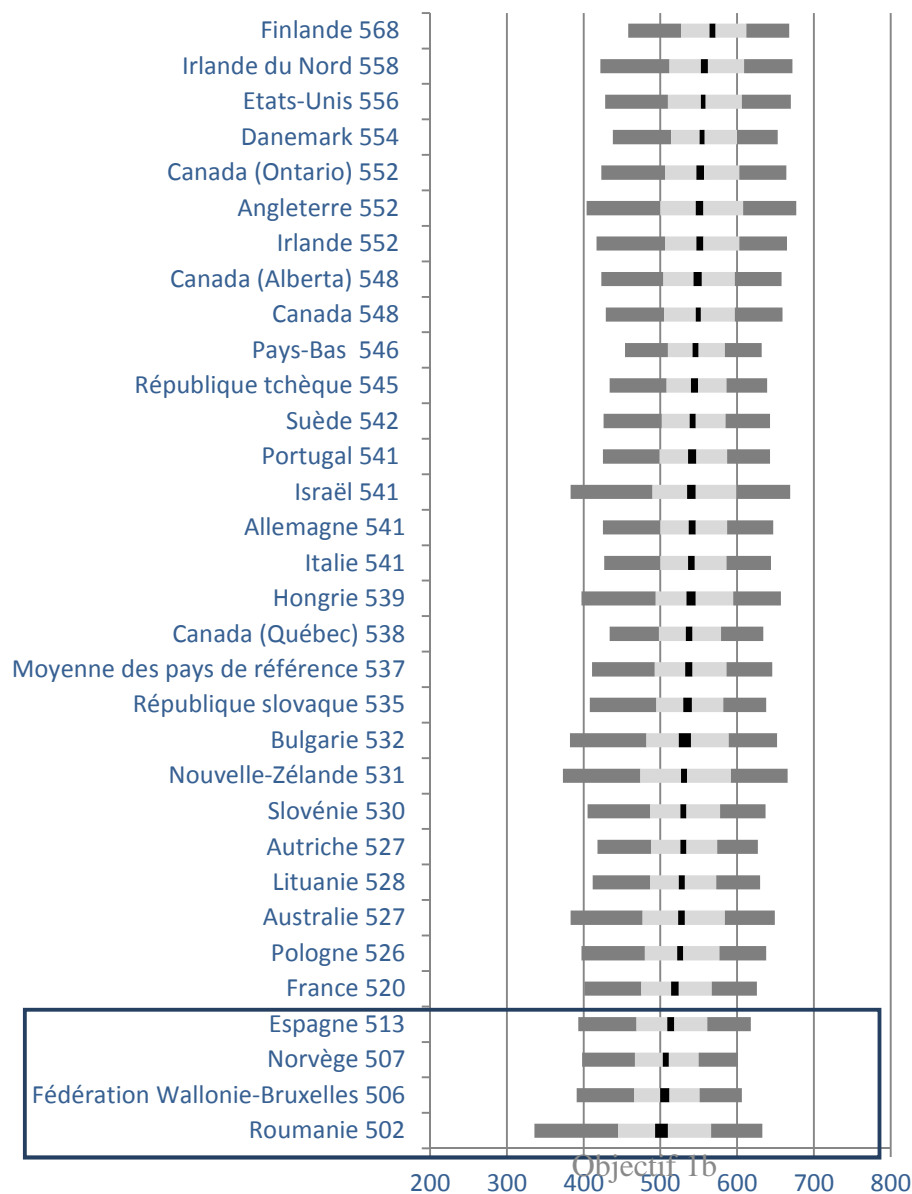 Finlande 568
Irlande du Nord 558
Etats-Unis 556
Danemark 554
Canada (Ontario) 552
Angleterre 552
Irlande 552
Canada (Alberta) 548
Canada 548
Pays-Bas 546
République tchèque 545
Suède 542
Portugal 541
Israël 541
Allemagne 541
Italie 541
Hongrie 539
Canada (Québec) 538
Moyenne des pays de référence 537
République slovaque 535
Bulgarie 532
Nouvelle-Zélande 531
Slovénie 530
Autriche 527
Lituanie 528
Australie 527
Pologne 526
France 520
Espagne 513
Norvège 507
Fédération Wallonie-Bruxelles 506
Roumanie 502
Objectif 1b
200 300 400 500 600 700 800